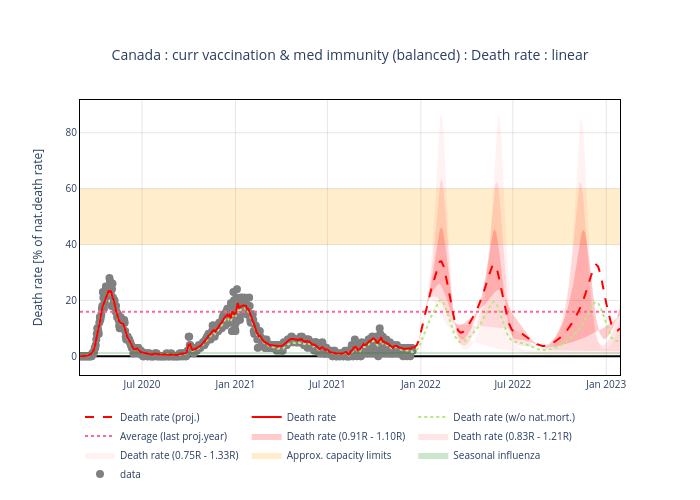 Canada : curr vaccination & med immunity (balanced) : Death rate : linear
Death rate [% of nat.death rate]
80
60
40
20
0
Jul 2020
Jan 2021
Jul 2021
Jan 2022
Jul 2022
Jan 2023
Death rate (proj.)
Death rate
Death rate (w/o nat.mort.)
Average (last proj.year)
Death rate (0.91R - 1.10R)
Death rate (0.83R - 1.21R)
Death rate (0.75R - 1.33R)
Approx. capacity limits
Seasonal influenza
data